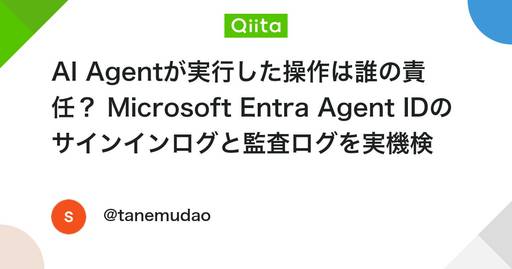 Qiita
AI Agentが実行した操作は誰の責
任？ Microsoft Entra Agent IDの
サインインログと監査ログを実機検
S
@tanemudao